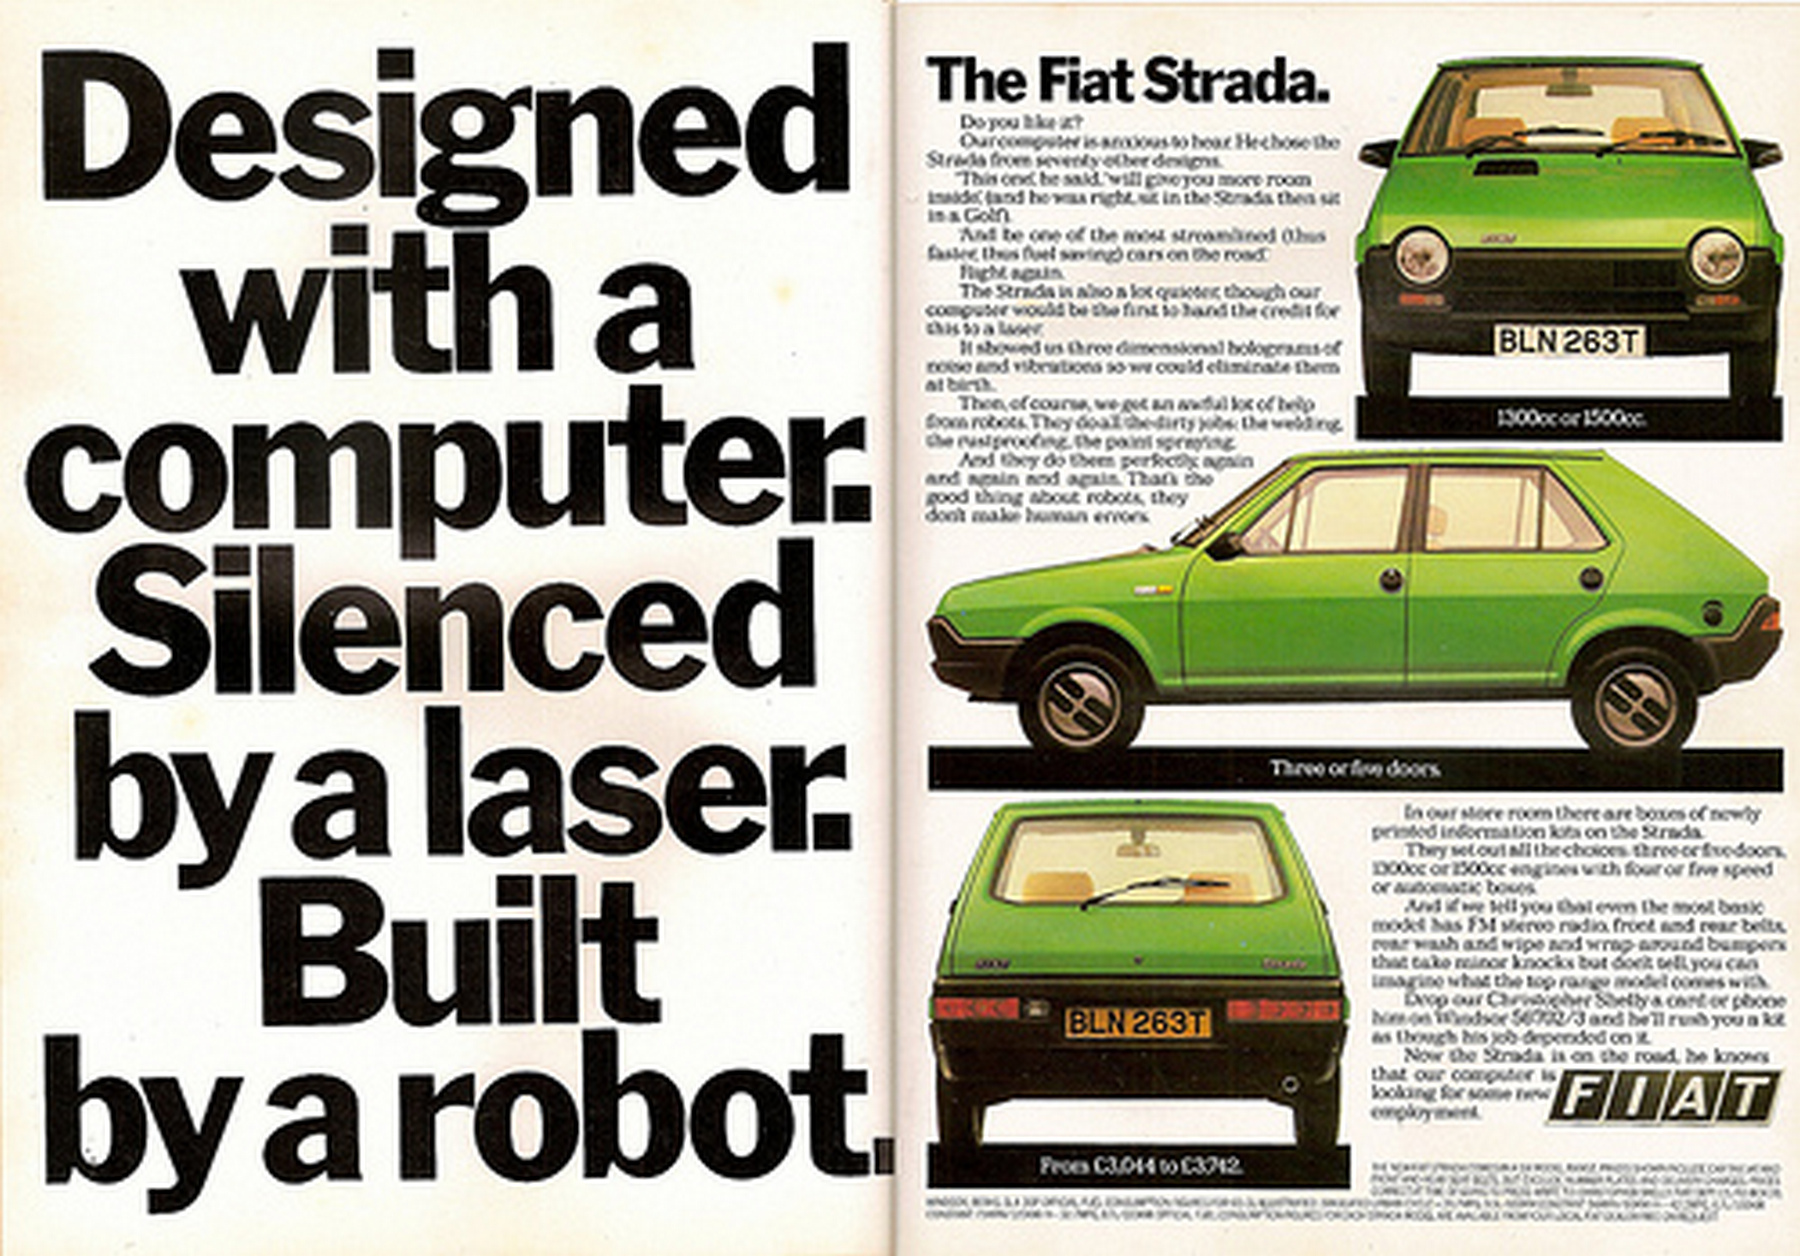 Designed
with a
computer.
Silenced
by a laser.
Built
by a robot.
The Fiat Strada.
Do you like it?
Our computer is anxious to hear. He chose the
Strada from seventy other designs.
'This one,' he said, 'will give you more room
inside', (and he was right, sit in the Strada then sit
in a Golf).
'And be one of the most streamlined (thus
faster, thus fuel saving) cars on the road.'
Right again.
The Strada is also a lot quieter, though our
computer would be the first to hand the credit for
this to a laser.
It showed us three dimensional holograms of
noise and vibrations so we could eliminate them
at birth.
Then, of course, we get an awful lot of help
from robots. They do all the dirty jobs: the welding,
the rustproofing, the paint spraying.
And they do them perfectly, again
and again and again. That's the
good thing about robots, they
don't make human errors.
BLN 263T
1300cc or 1500cc.
Three or five doors.
FIAT
Strada
BLN 263T
From £3,044 to £3,742.
In our store room there are boxes of newly
printed information kits on the Strada.
They set out all the choices: three or five doors,
1300cc or 1500cc engines with four or five speed
or automatic boxes.
And if we tell you that even the most basic
model has FM stereo radio, front and rear belts,
rear wash and wipe and wrap-around bumpers
that take minor knocks but don't tell, you can
imagine what the top range model comes with.
Drop our Christopher Shelly a card or phone
him on Windsor 56702/3 and he'll rush you a kit
as though his job depended on it.
Now the Strada is on the road, he knows
that our computer is
looking for some new
employment.
FIAT